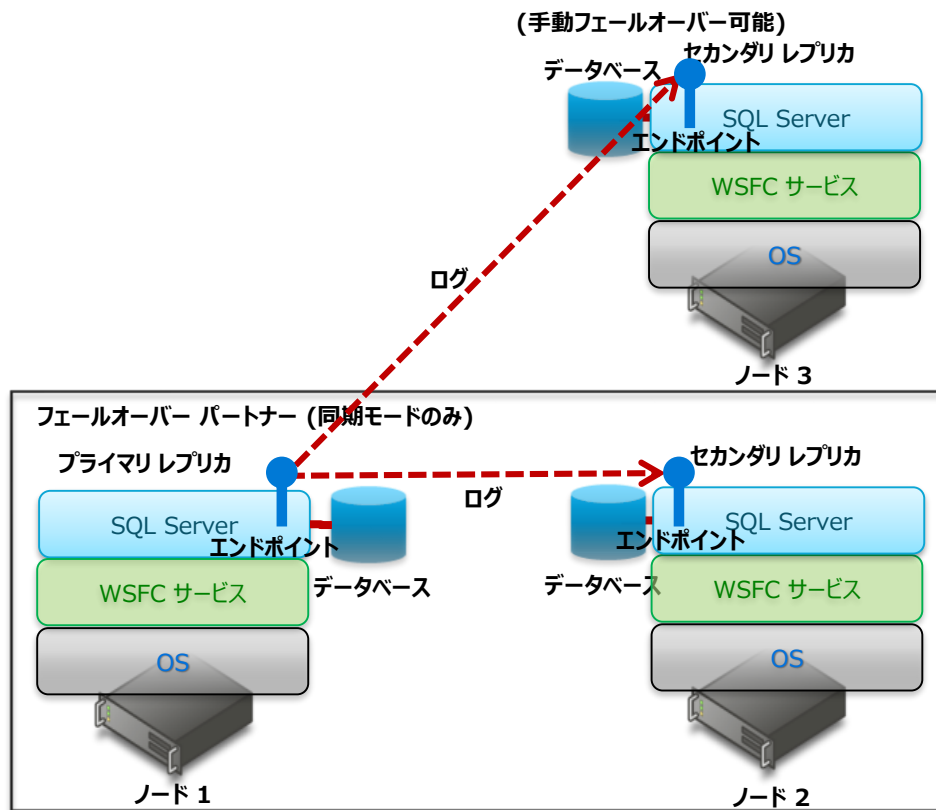 (手動フェールオーバー可能)
セカンダリ レプリカ
データベース
SQL Server
エンドポイント
WSFC サービス
OS
ログ
ノード 3
フェールオーバー パートナー (同期モードのみ)
プライマリ レプリカ
セカンダリ レプリカ
ログ
SQL Server
SQL Server
エンドポイント
エンドポイント
データベース
データベース
WSFC サービス
WSFC サービス
OS
OS
ノード 1
ノード 2